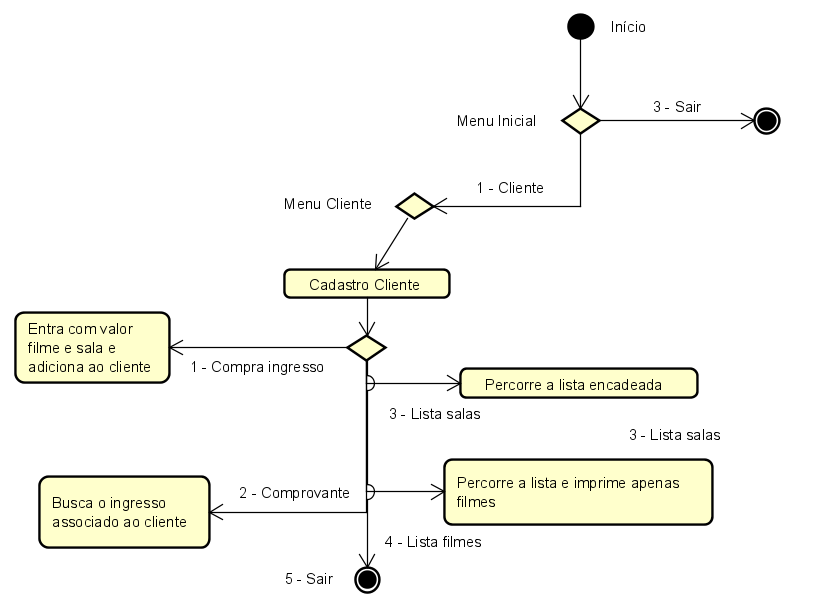 Início
3 - Sair
Menu Inicial
1 - Cliente
Menu Cliente
Cadastro Cliente
Entra com valor
filme e sala e
adiciona ao cliente
1 - Compra ingresso
Percorre a lista encadeada
3 - Lista salas
3 - Lista salas
Percorre a lista e imprime apenas
filmes
2 - Comprovante
Busca o ingresso
associado ao cliente
4 - Lista filmes
5 - Sair